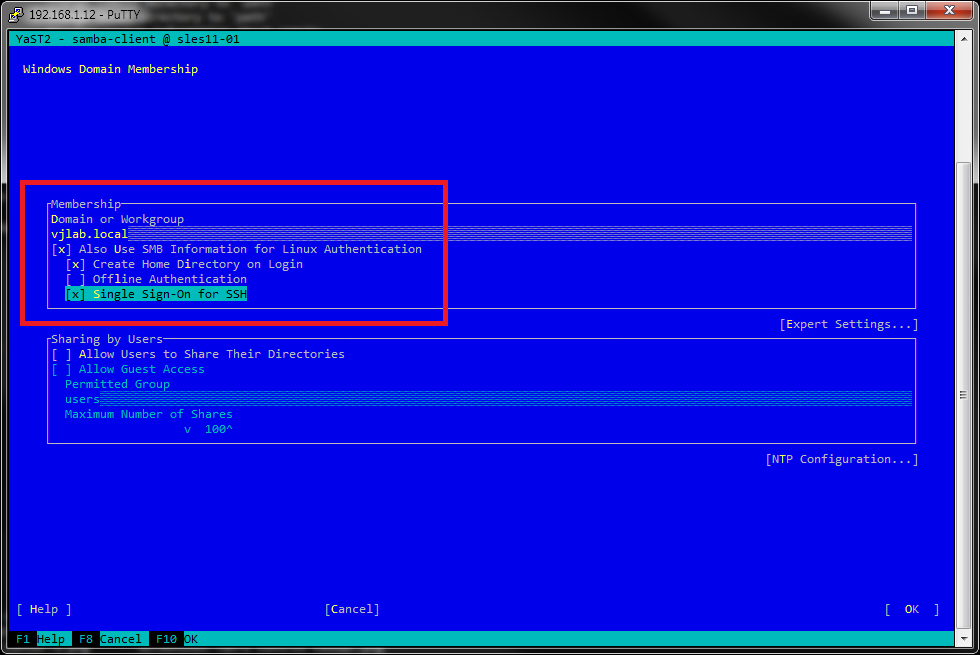 192.168.1.12 - PuTTY
YaST2 - samba-client @ sles11-01
Windows Domain Membership
Membership
Domain or Workgroup
vjlab.local
[x] Also Use SMB Information for Linux Authentication
[x] Create Home Directory on Login
[ ] Offline Authentication
[x] Single Sign-On for SSH
[Expert Settings...]
Sharing by Users
[ ] Allow Users to Share Their Directories
[ ] Allow Guest Access
Permitted Group
users
Maximum Number of Shares
v 100^
[NTP Configuration...]
[ Help ] [Cancel] [ OK ]
F1 Help F8 Cancel F10 OK